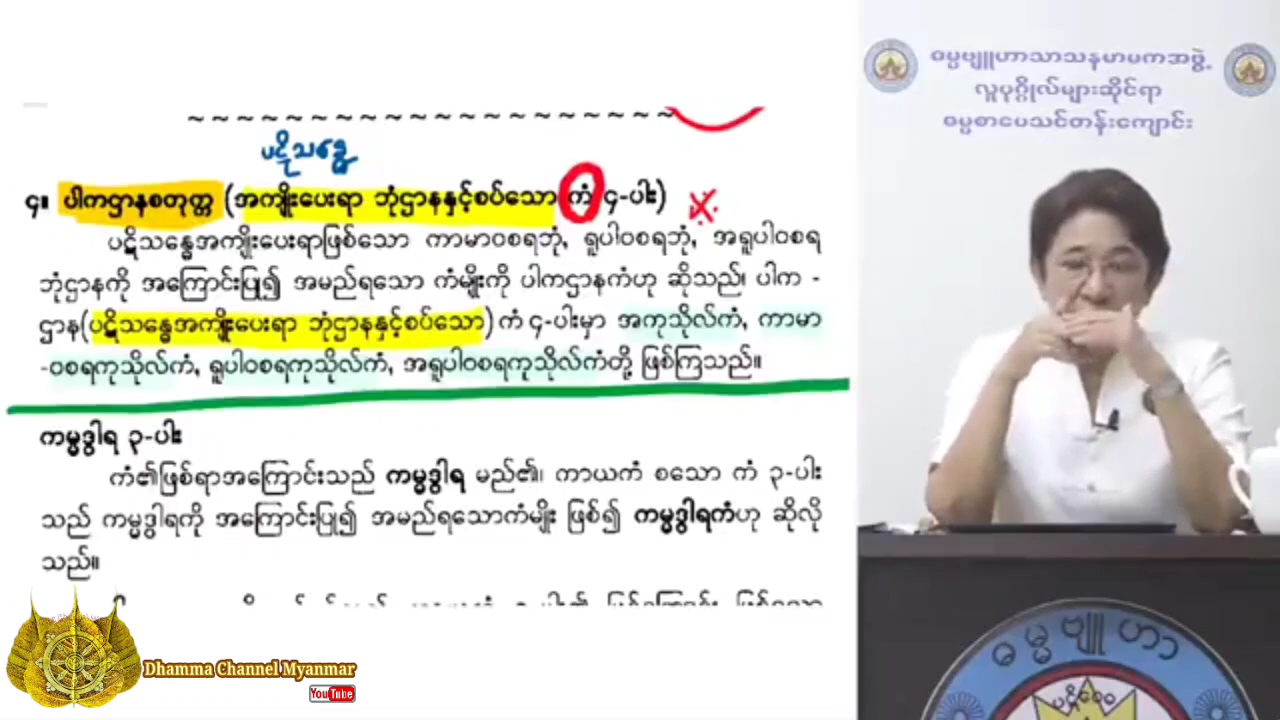 ပဋိသန္ဓေ
၄။ ပါကဌာနစတုတ္က (အကျိုးပေးရာ ဘုံဌာနနှင့်စပ်သော ကံ ၄-ပါး)
ပဋိသန္ဓေအကျိုးပေးရာဖြစ်သော ကာမာဝစရဘုံ, ရူပါဝစရဘုံ, အရူပါဝစရ
ဘုံဌာနကို အကြောင်းပြု၍ အမည်ရသော ကံမျိုးကို ပါကဌာနကံဟု ဆိုသည်၊ ပါက -
ဌာန(ပဋိသန္ဓေအကျိုးပေးရာ ဘုံဌာနနှင့်စပ်သော) ကံ ၄-ပါးမှာ အကုသိုလ်ကံ, ကာမာ
-ဝစရကုသိုလ်ကံ, ရူပါဝစရကုသိုလ်ကံ, အရူပါဝစရကုသိုလ်ကံတို့ ဖြစ်ကြသည်။
ကမ္မဒွါရ ၃-ပါး
ကံ၏ဖြစ်ရာအကြောင်းသည် ကမ္မဒွါရ မည်၏၊ ကာယကံ စသော ကံ ၃-ပါး
သည် ကမ္မဒွါရကို အကြောင်းပြု၍ အမည်ရသောကံမျိုး ဖြစ်၍ ကမ္မဒွါရကံဟု ဆိုလို
သည်။
Dhamma Channel Myanmar
YouTube
ဓမ္မဗျူဟာသာသနာမာမကအဖွဲ့
လူပုဂ္ဂိုလ်များဆိုင်ရာ
ဓမ္မစာပေသင်တန်းကျောင်း
ဓမ္မဗျူဟာ
ပဋိဝေဓ